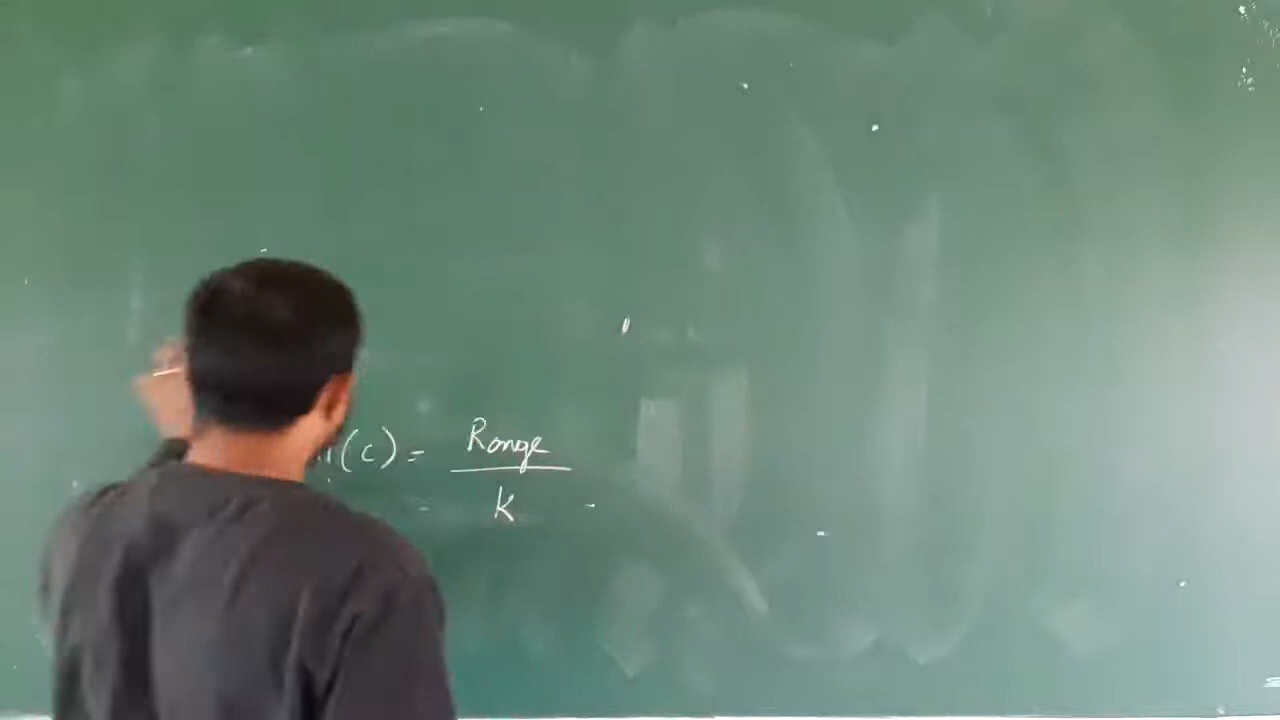 (c) = Range
K